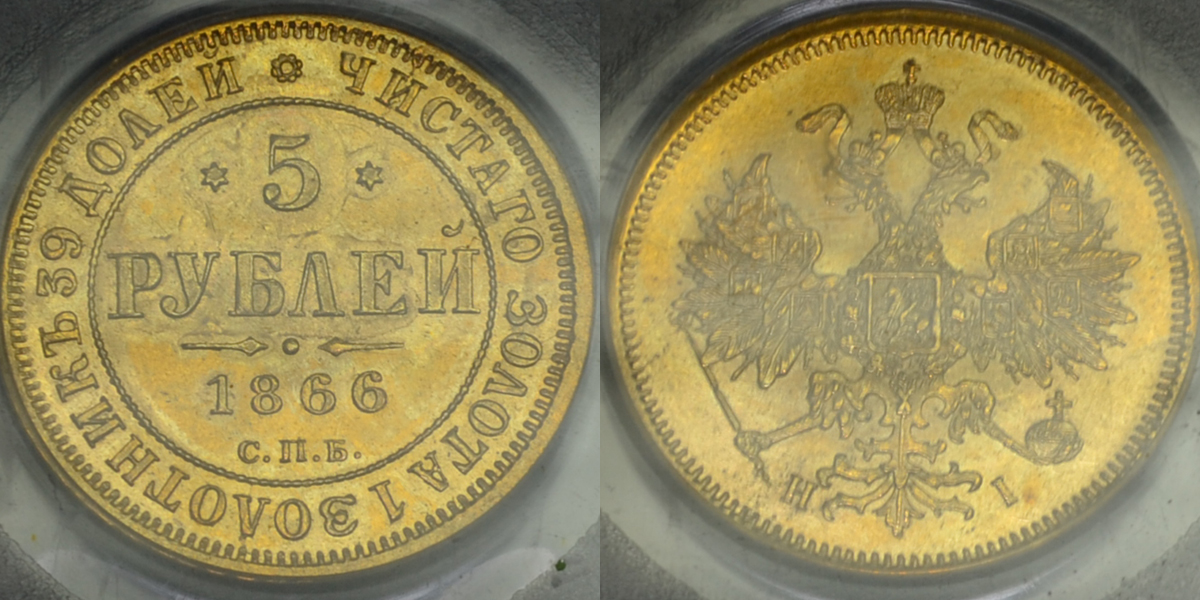 ЧИСТАГО ЗОЛОТА 1 ЗОЛОТНИКЪ 39 ДОЛЕЙ
5
РУБЛЕЙ
1866
С.П.Б.
Н I